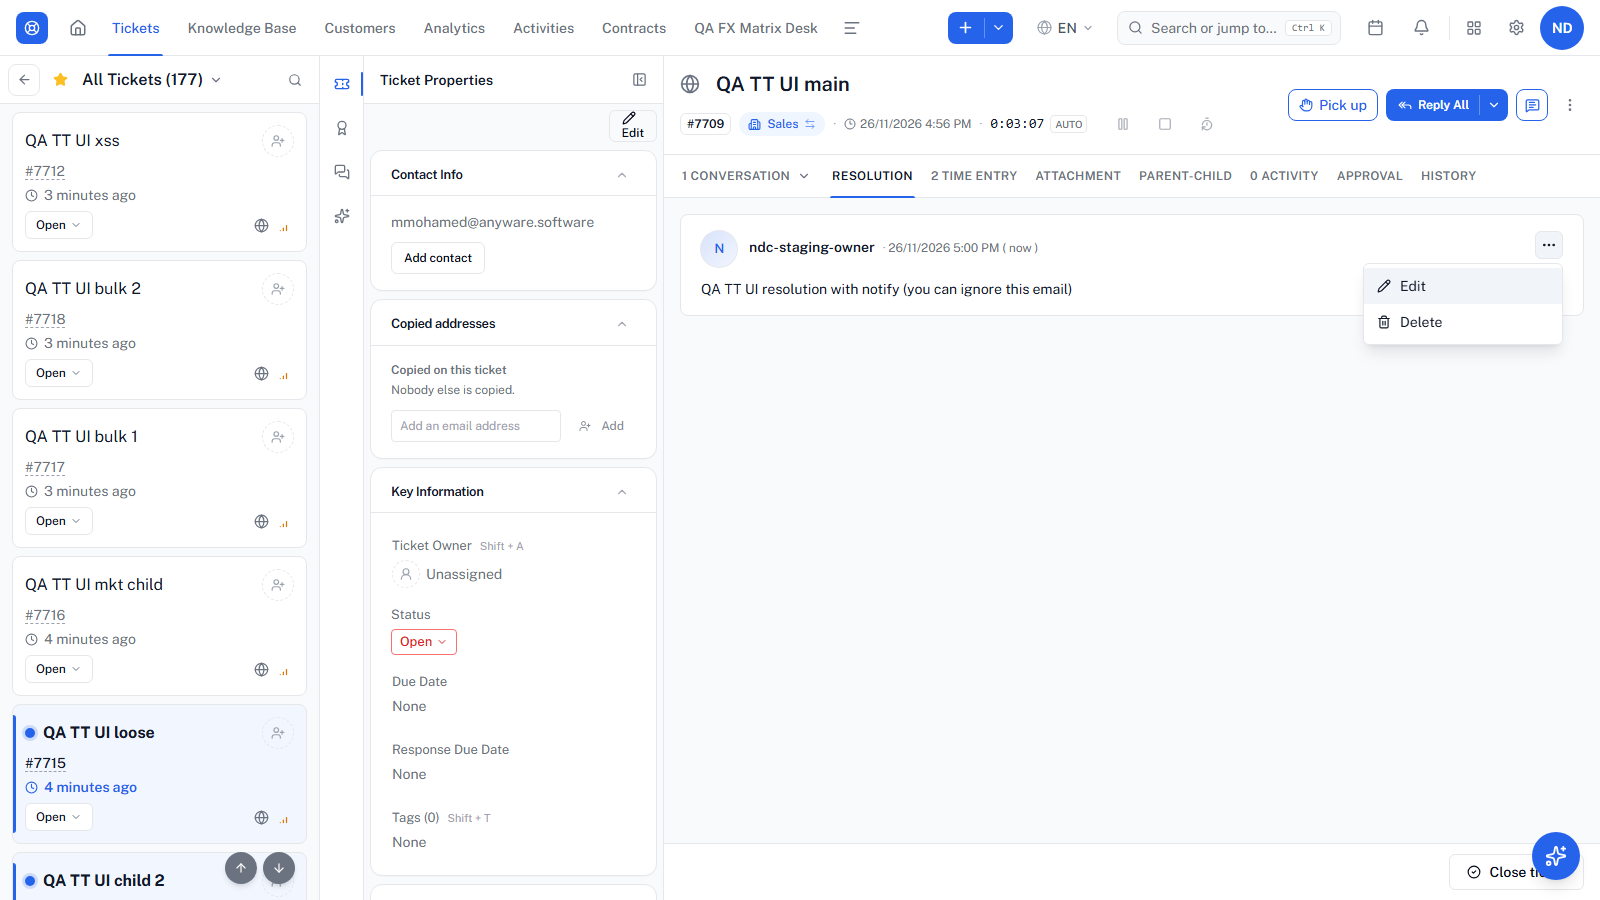 Tickets
Knowledge Base
Customers
Analytics
Activities
Contracts
QA FX Matrix Desk
EN
Search or jump to...
Ctrl K
ND
All Tickets (177)
QA TT UI xss
#7712
3 minutes ago
Open
QA TT UI bulk 2
#7718
3 minutes ago
Open
QA TT UI bulk 1
#7717
3 minutes ago
Open
QA TT UI mkt child
#7716
4 minutes ago
Open
QA TT UI loose
#7715
4 minutes ago
Open
QA TT UI child 2
Ticket Properties
Edit
Contact Info
mmohamed@anyware.software
Add contact
Copied addresses
Copied on this ticket
Nobody else is copied.
Add an email address
Add
Key Information
Ticket Owner Shift + A
Unassigned
Status
Open
Due Date
None
Response Due Date
None
Tags (0) Shift + T
None
QA TT UI main
#7709
Sales
· 26/11/2026 4:56 PM · 0:03:07 AUTO
Pick up
Reply All
1 CONVERSATION
RESOLUTION
2 TIME ENTRY
ATTACHMENT
PARENT-CHILD
0 ACTIVITY
APPROVAL
HISTORY
N
ndc-staging-owner · 26/11/2026 5:00 PM ( now )
QA TT UI resolution with notify (you can ignore this email)
Edit
Delete
Close